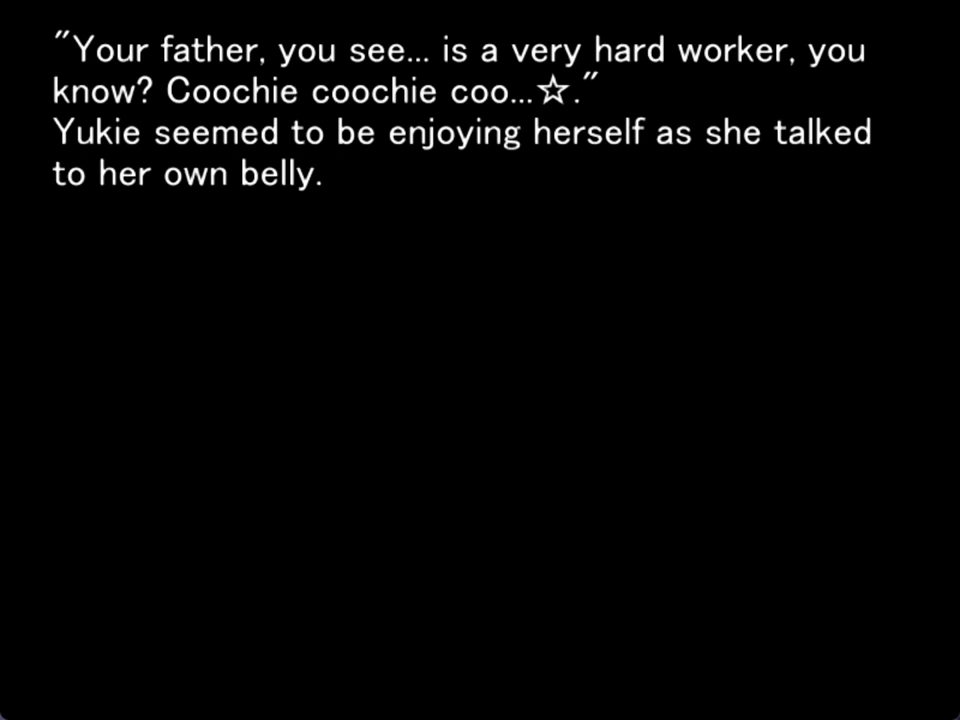 "Your father, you see... is a very hard worker, you
know? Coochie coochie coo...☆."
Yukie seemed to be enjoying herself as she talked
to her own belly.